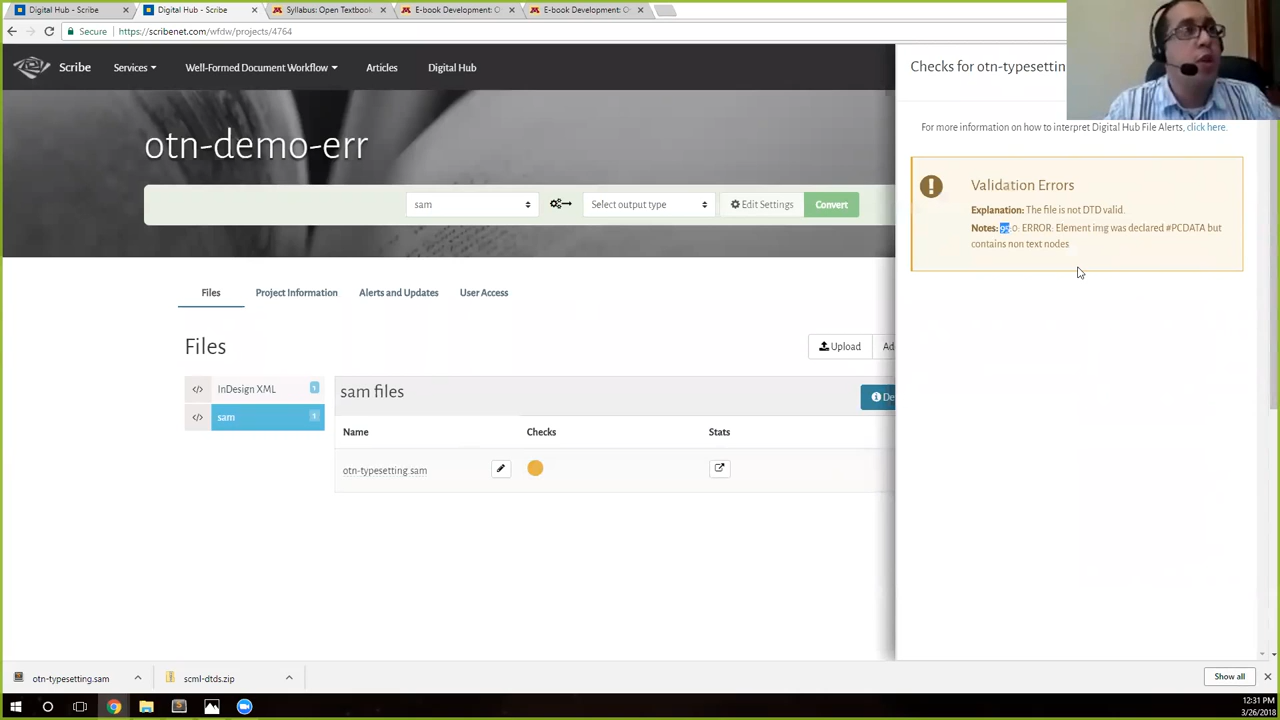 Digital Hub - Scribe
Digital Hub - Scribe
Syllabus: Open Textbook
E-book Development: O
E-book Development: O
Secure
https://scribenet.com/wfdw/projects/4764
Scribe
Services
Well-Formed Document Workflow
Articles
Digital Hub
Checks for otn-typesettin
For more information on how to interpret Digital Hub File Alerts, click here.
otn-demo-err
Validation Errors
Explanation: The file is not DTD valid.
Notes: 95:0: ERROR: Element img was declared #PCDATA but
contains non text nodes
sam
Select output type
Edit Settings
Convert
Files
Project Information
Alerts and Updates
User Access
Files
Upload
Ad
InDesign XML
1
sam
1
sam files
De
Name
Checks
Stats
otn-typesetting.sam
otn-typesetting.sam
scml-dtds.zip
Show all
12:31 PM
3/26/2018